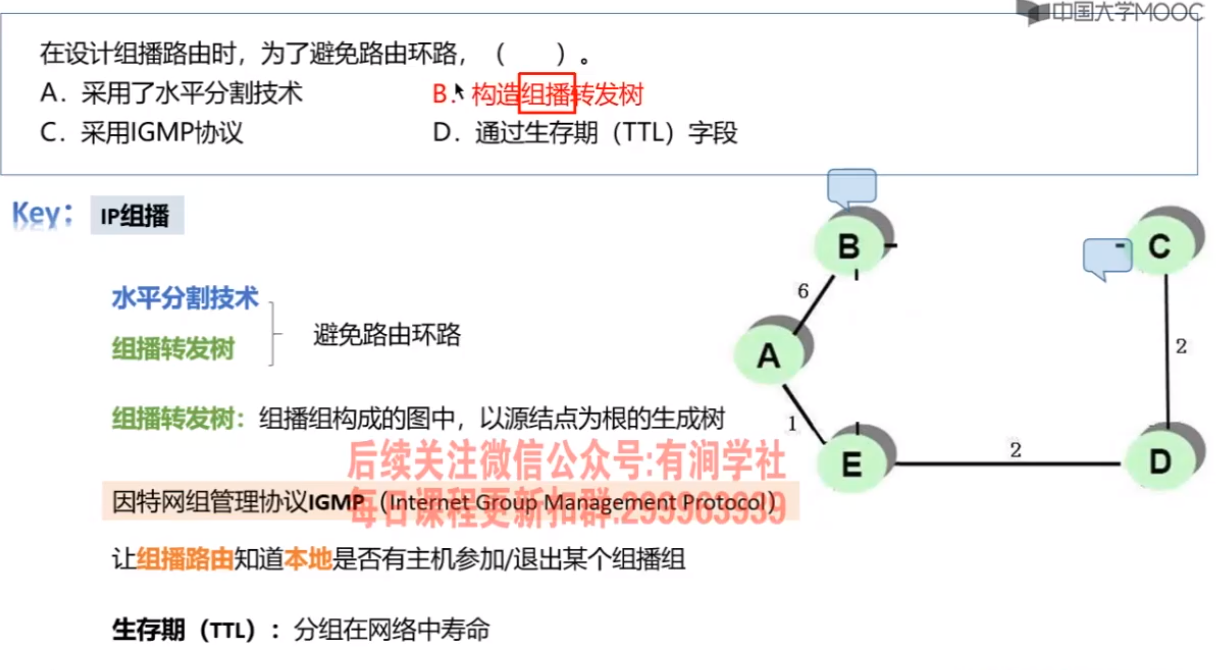 中国大学MOOC
在设计组播路由时，为了避免路由环路，（　　）。
A．采用了水平分割技术　　B．构造组播转发树
C．采用IGMP协议　　D．通过生存期（TTL）字段
Key：　IP组播
水平分割技术
组播转发树
避免路由环路
组播转发树：组播组构成的图中，以源结点为根的生成树
后续关注微信公众号:有涧学社
因特网组管理协议IGMP（Internet Group Management Protocol）
每日课程更新扣群:299963939
让组播路由知道本地是否有主机参加/退出某个组播组
生存期（TTL）：分组在网络中寿命
B
C
6
A
2
1
E
2
D